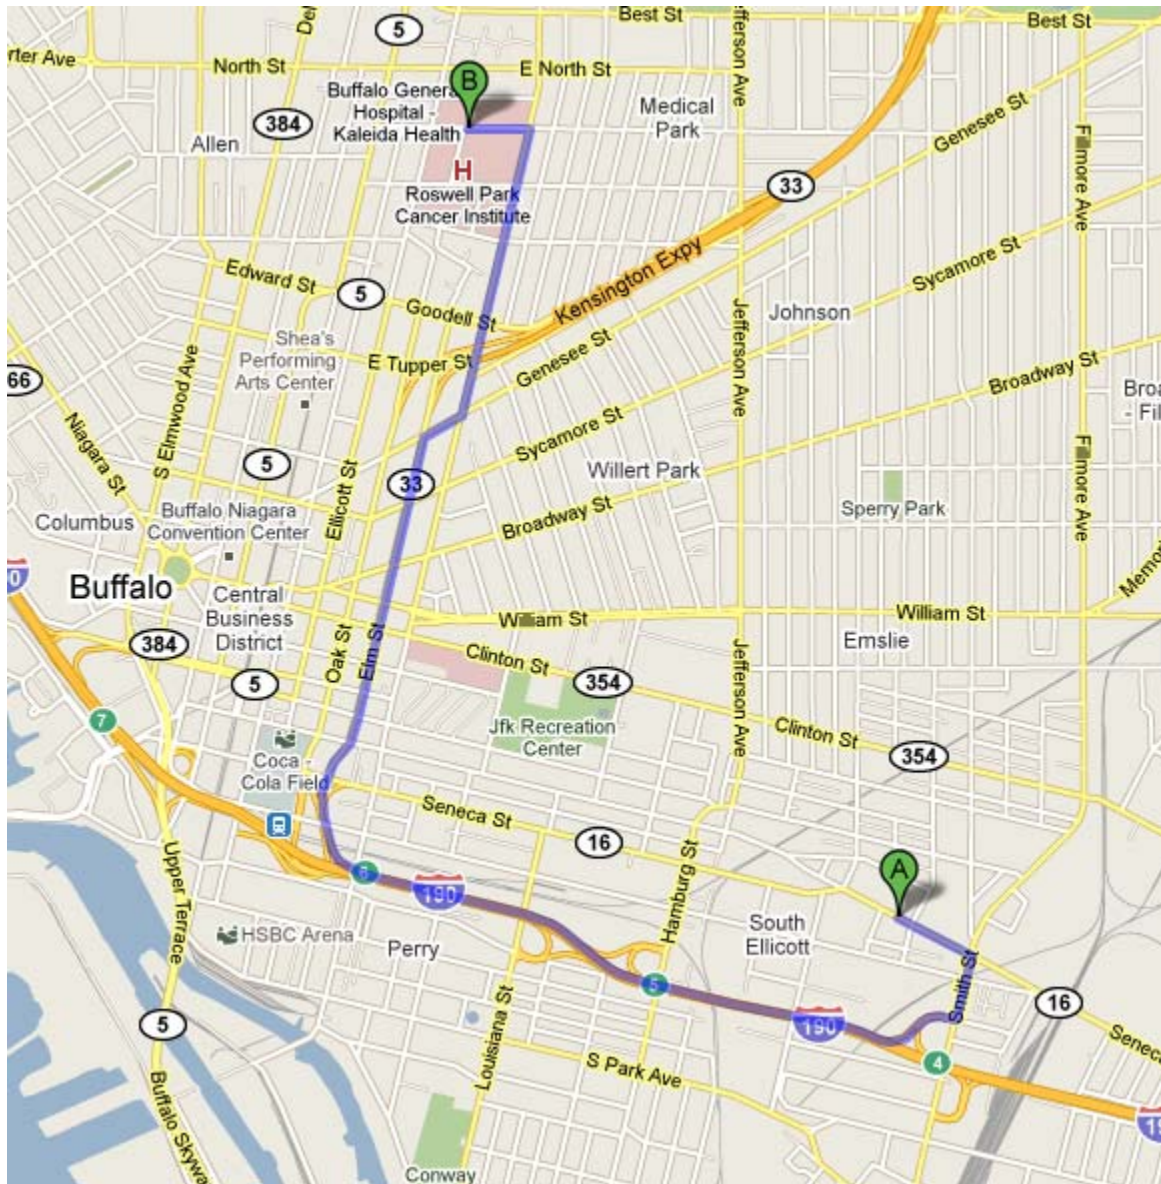 5
Best St
Best St
rter Ave
North St
E North St
B
Buffalo General
Hospital -
Kaleida Health
384
Allen
Medical
Park
Jefferson Ave
Genesee St
Fillmore Ave
H
Roswell Park
Cancer Institute
33
Edward St
5
Goodell St
Kensington Expy
Sycamore St
Johnson
Jefferson Ave
Shea's
Performing
Arts Center
E Tupper St
Genesee St
Broadway St
66
S Elmwood Ave
Niagara St
5
Sycamore St
33
Willert Park
Fillmore Ave
Ellicott St
Broadway St
Sperry Park
Columbus
Buffalo Niagara
Convention Center
Buffalo
Central
Business
District
William St
William St
384
5
Oak St
Elm St
Clinton St
354
Emslie
Jefferson Ave
7
Jfk Recreation
Center
Clinton St
354
Coca -
Cola Field
Seneca St
16
Hamburg St
A
Upper Terrace
6
190
HSBC Arena
Perry
South
Ellicott
Smith St
5
190
16
Seneca
5
Louisiana St
S Park Ave
4
19
Buffalo Skyway
Conway